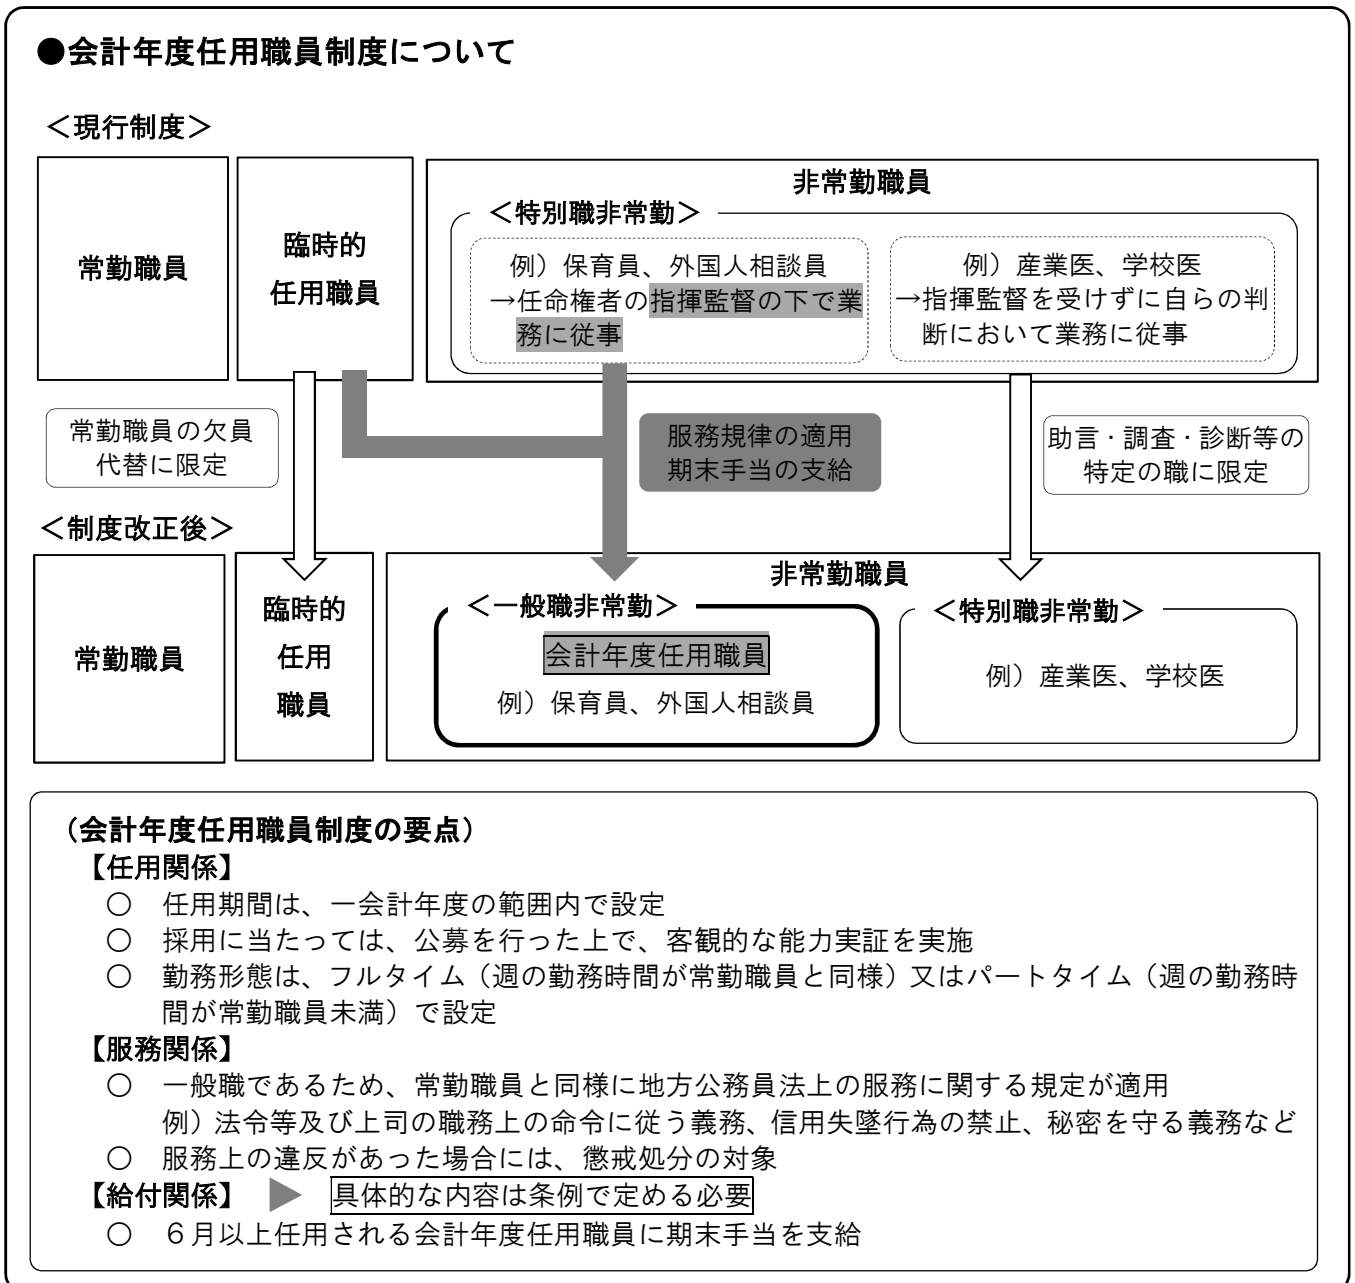 ●会計年度任用職員制度について
＜現行制度＞
常勤職員
臨時的
任用職員
非常勤職員
＜特別職非常勤＞
例）保育員、外国人相談員
→任命権者の指揮監督の下で業
務に従事
例）産業医、学校医
→指揮監督を受けずに自らの判
断において業務に従事
常勤職員の欠員
代替に限定
服務規律の適用
期末手当の支給
助言・調査・診断等の
特定の職に限定
＜制度改正後＞
常勤職員
臨時的
任用
職員
非常勤職員
＜一般職非常勤＞
会計年度任用職員
例）保育員、外国人相談員
＜特別職非常勤＞
例）産業医、学校医
（会計年度任用職員制度の要点）
【任用関係】
○　任用期間は、一会計年度の範囲内で設定
○　採用に当たっては、公募を行った上で、客観的な能力実証を実施
○　勤務形態は、フルタイム（週の勤務時間が常勤職員と同様）又はパートタイム（週の勤務時
間が常勤職員未満）で設定
【服務関係】
○　一般職であるため、常勤職員と同様に地方公務員法上の服務に関する規定が適用
例）法令等及び上司の職務上の命令に従う義務、信用失墜行為の禁止、秘密を守る義務など
○　服務上の違反があった場合には、懲戒処分の対象
【給付関係】　▶　具体的な内容は条例で定める必要
○　６月以上任用される会計年度任用職員に期末手当を支給